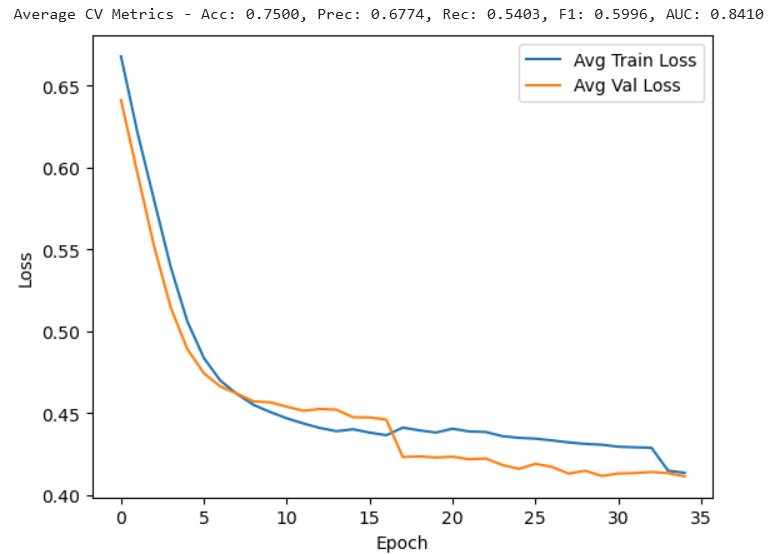 Average CV Metrics - Acc: 0.7500, Prec: 0.6774, Rec: 0.5403, F1: 0.5996, AUC: 0.8410
Avg Train Loss
Avg Val Loss
0.65
0.60
0.55
0.50
0.45
0.40
Loss
0 5 10 15 20 25 30 35
Epoch